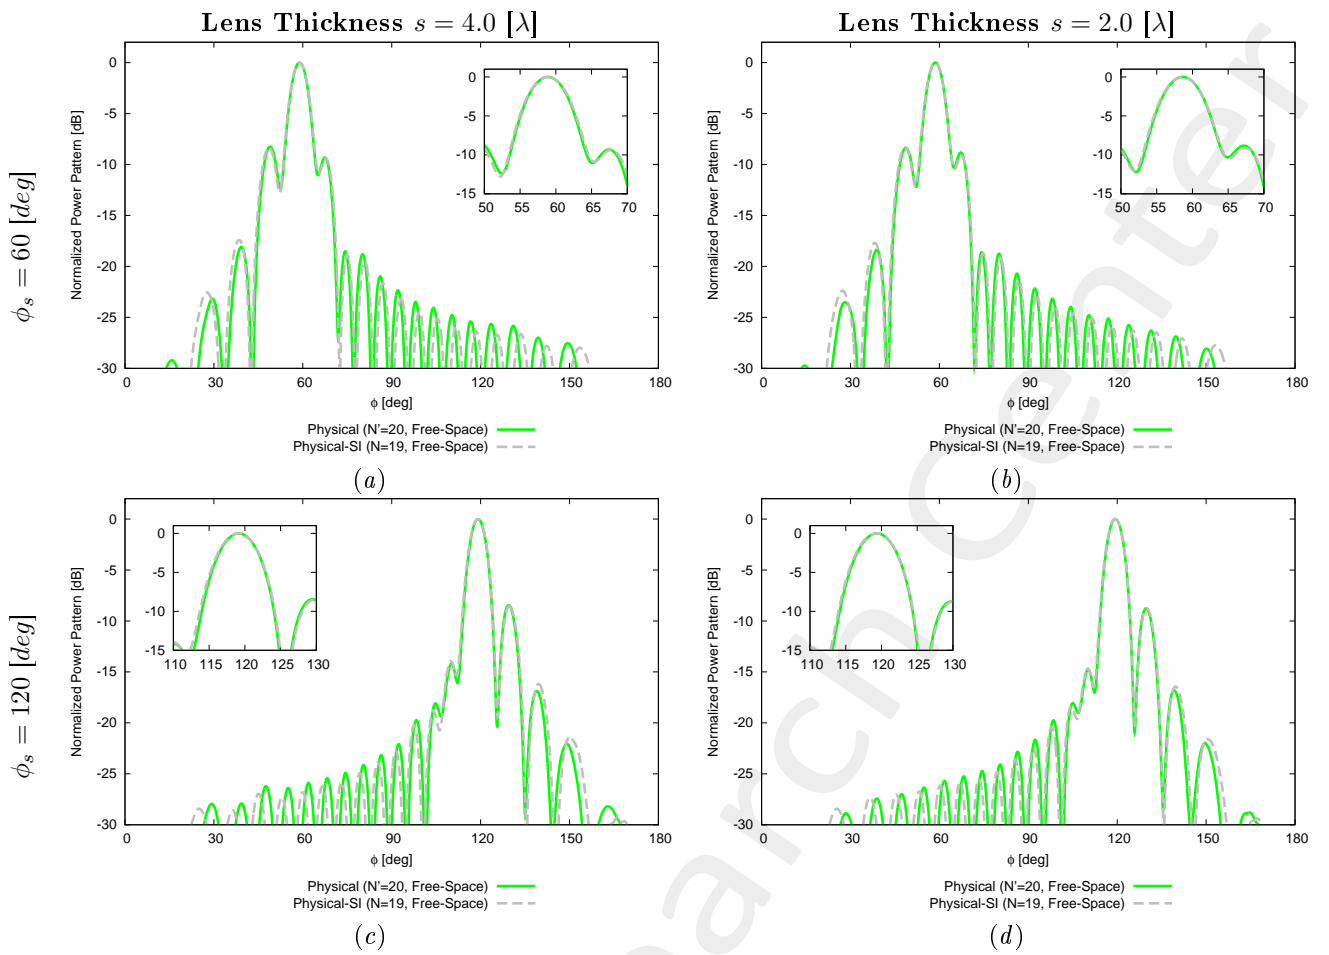 Lens Thickness s = 4.0 [λ]
Lens Thickness s = 2.0 [λ]
ϕs = 60 [deg]
Normalized Power Pattern [dB]
0
-5
-10
-15
-20
-25
-30
0 30 60 90 120 150 180
ϕ [deg]
0
-5
-10
-15
50 55 60 65 70
Physical (N'=20, Free-Space)
Physical-SI (N=19, Free-Space)
(a)
Normalized Power Pattern [dB]
0
-5
-10
-15
-20
-25
-30
0 30 60 90 120 150 180
ϕ [deg]
0
-5
-10
-15
50 55 60 65 70
Physical (N'=20, Free-Space)
Physical-SI (N=19, Free-Space)
(b)
ϕs = 120 [deg]
Normalized Power Pattern [dB]
0
-5
-10
-15
-20
-25
-30
0 30 60 90 120 150 180
ϕ [deg]
0
-5
-10
-15
110 115 120 125 130
Physical (N'=20, Free-Space)
Physical-SI (N=19, Free-Space)
(c)
Normalized Power Pattern [dB]
0
-5
-10
-15
-20
-25
-30
0 30 60 90 120 150 180
ϕ [deg]
0
-5
-10
-15
110 115 120 125 130
Physical (N'=20, Free-Space)
Physical-SI (N=19, Free-Space)
(d)
arch Center